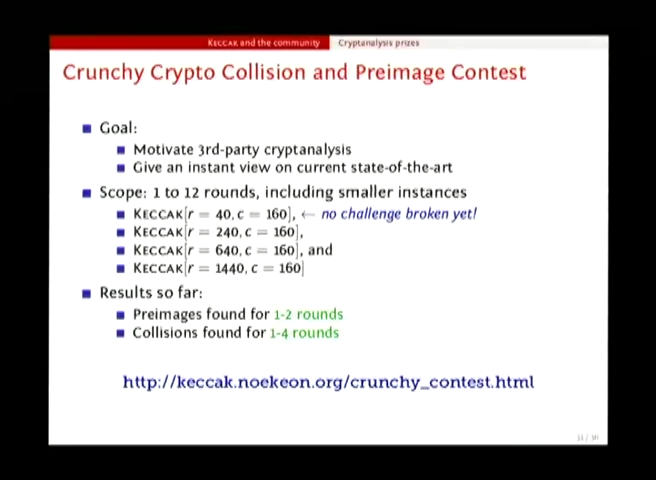 KECCAK and the community Cryptanalysis prizes
Crunchy Crypto Collision and Preimage Contest
Goal:
Motivate 3rd-party cryptanalysis
Give an instant view on current state-of-the-art
Scope: 1 to 12 rounds, including smaller instances
KECCAK[r = 40, c = 160], ← no challenge broken yet!
KECCAK[r = 240, c = 160],
KECCAK[r = 640, c = 160], and
KECCAK[r = 1440, c = 160]
Results so far:
Preimages found for 1-2 rounds
Collisions found for 1-4 rounds
http://keccak.noekeon.org/crunchy_contest.html